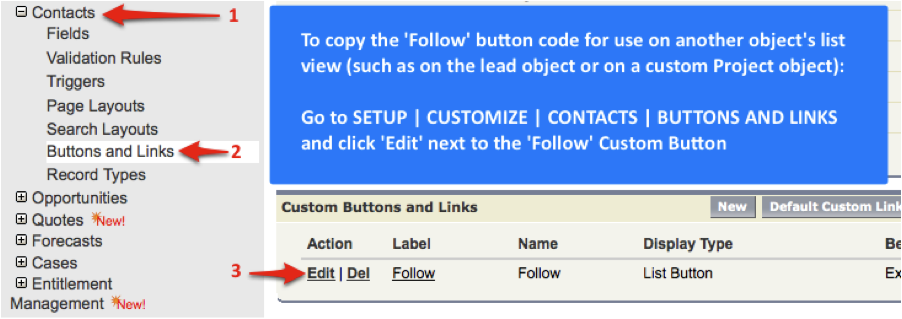 Contacts
1
Fields
Validation Rules
Triggers
Page Layouts
Search Layouts
Buttons and Links
2
Record Types
Opportunities
Quotes New!
Forecasts
Cases
Entitlement
Management New!
To copy the 'Follow' button code for use on another object's list
view (such as on the lead object or on a custom Project object):
Go to SETUP | CUSTOMIZE | CONTACTS | BUTTONS AND LINKS
and click 'Edit' next to the 'Follow' Custom Button
Custom Buttons and Links
New
Default Custom Link
Action Label Name Display Type Be
3
Edit | Del Follow Follow List Button Ex